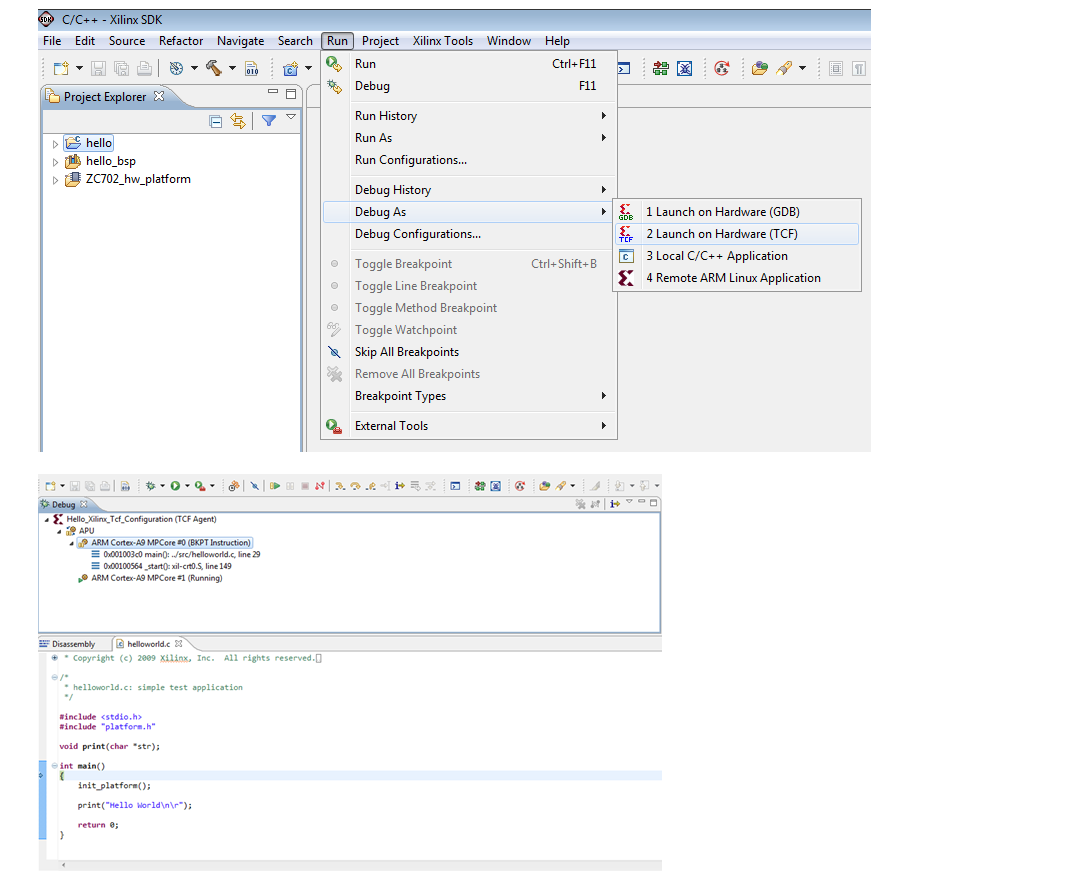 C/C++ - Xilinx SDK
File Edit Source Refactor Navigate Search Run Project Xilinx Tools Window Help
Run Ctrl+F11
Debug F11
Run History
Run As
Run Configurations...
Debug History
Debug As
Debug Configurations...
Toggle Breakpoint Ctrl+Shift+B
Toggle Line Breakpoint
Toggle Method Breakpoint
Toggle Watchpoint
Skip All Breakpoints
Remove All Breakpoints
Breakpoint Types
External Tools
Project Explorer
hello
hello_bsp
ZC702_hw_platform
GDB 1 Launch on Hardware (GDB)
TCF 2 Launch on Hardware (TCF)
3 Local C/C++ Application
4 Remote ARM Linux Application
Debug
Hello_Xilinx_Tcf_Configuration (TCF Agent)
APU
ARM Cortex-A9 MPCore #0 (BKPT Instruction)
0x001003c0 main(): ../src/helloworld.c, line 29
0x00100564 _start(): xil-crt0.S, line 149
ARM Cortex-A9 MPCore #1 (Running)
Disassembly helloworld.c
* Copyright (c) 2009 Xilinx, Inc.  All rights reserved.
/*
* helloworld.c: simple test application
*/
#include <stdio.h>
#include "platform.h"
void print(char *str);
int main()
{
init_platform();
print("Hello World\n\r");
return 0;
}